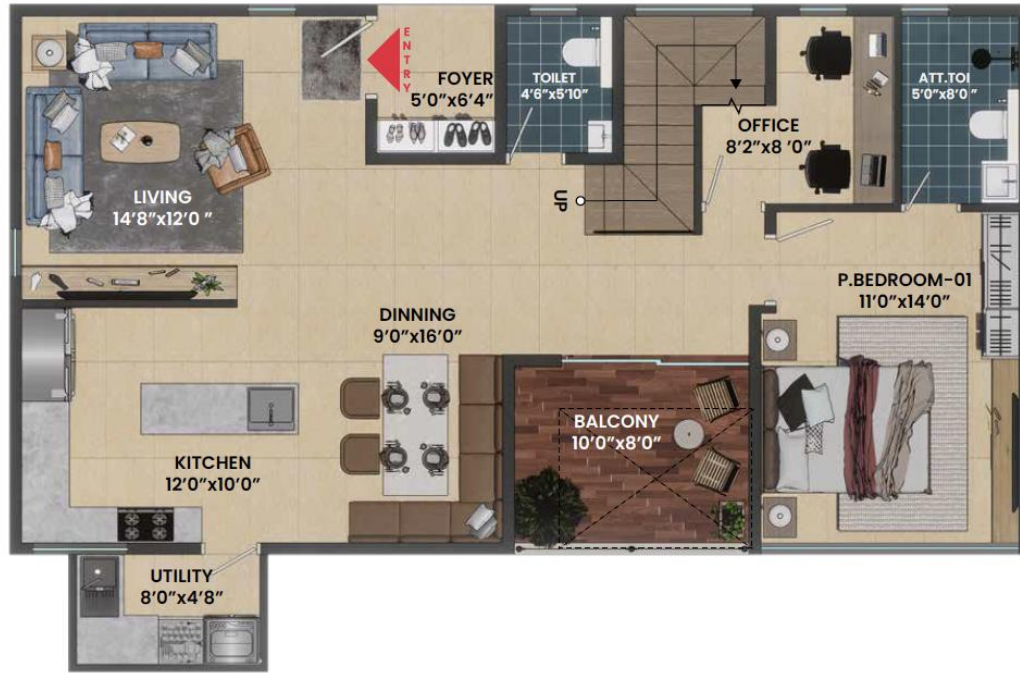 ENTRY
FOYER
5'0"x6'4"
TOILET
4'6"x5'10"
OFFICE
8'2"x8 '0"
ATT.TOI
5'0"x8'0 "
LIVING
14'8"x12'0 "
UP
P.BEDROOM-01
11'0"x14'0"
DINNING
9'0"x16'0"
BALCONY
10'0"x8'0"
KITCHEN
12'0"x10'0"
UTILITY
8'0"x4'8"